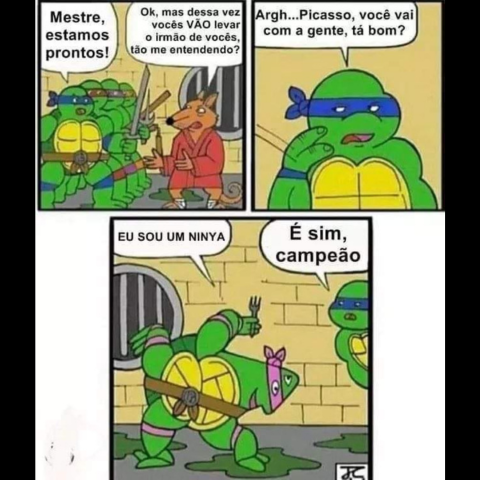 Mestre,
estamos
prontos!
Ok, mas dessa vez
vocês VÃO levar
o irmão de vocês,
tão me entendendo?
Argh...Picasso, você vai
com a gente, tá bom?
EU SOU UM NINYA
É sim,
campeão